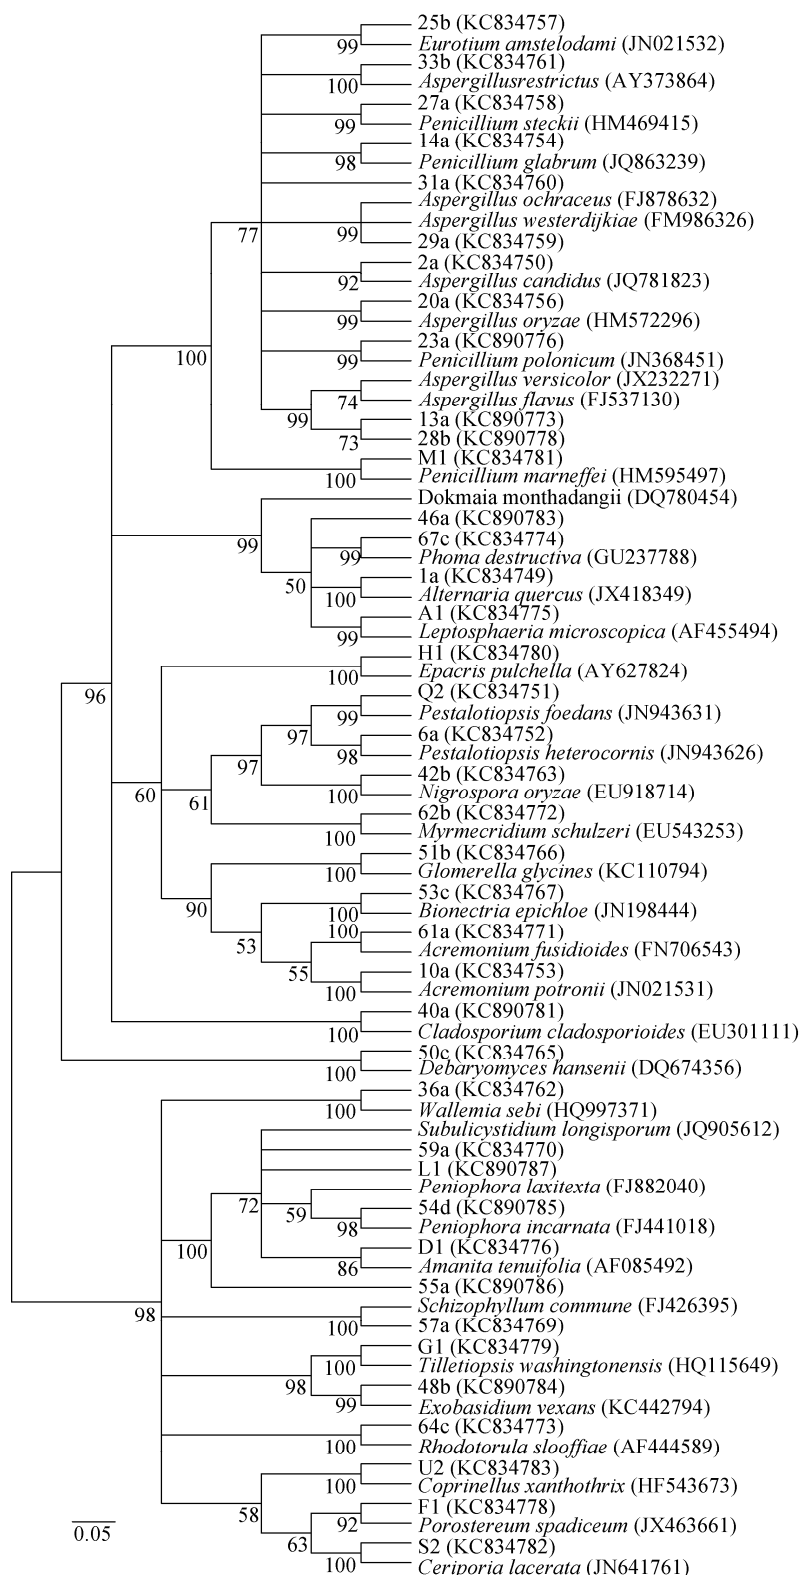 25b (KC834757)
99
Eurotium amstelodami (JN021532)
33b (KC834761)
100
Aspergillusrestrictus (AY373864)
27a (KC834758)
99
Penicillium steckii (HM469415)
14a (KC834754)
98
Penicillium glabrum (JQ863239)
31a (KC834760)
Aspergillus ochraceus (FJ878632)
Aspergillus westerdijkiae (FM986326)
77
99
29a (KC834759)
2a (KC834750)
92
Aspergillus candidus (JQ781823)
20a (KC834756)
99
Aspergillus oryzae (HM572296)
23a (KC890776)
100
99
Penicillium polonicum (JN368451)
Aspergillus versicolor (JX232271)
74
Aspergillus flavus (FJ537130)
99
13a (KC890773)
73
28b (KC890778)
M1 (KC834781)
100
Penicillium marneffei (HM595497)
Dokmaia monthadangii (DQ780454)
46a (KC890783)
67c (KC834774)
99
99
Phoma destructiva (GU237788)
1a (KC834749)
50
100
Alternaria quercus (JX418349)
A1 (KC834775)
99
Leptosphaeria microscopica (AF455494)
H1 (KC834780)
100
Epacris pulchella (AY627824)
96
Q2 (KC834751)
99
Pestalotiopsis foedans (JN943631)
97
6a (KC834752)
98
Pestalotiopsis heterocornis (JN943626)
97
42b (KC834763)
60
61
100
Nigrospora oryzae (EU918714)
62b (KC834772)
100
Myrmecridium schulzeri (EU543253)
51b (KC834766)
100
Glomerella glycines (KC110794)
53c (KC834767)
90
100
Bionectria epichloe (JN198444)
100
61a (KC834771)
53
Acremonium fusidioides (FN706543)
55
10a (KC834753)
100
Acremonium potronii (JN021531)
40a (KC890781)
100
Cladosporium cladosporioides (EU301111)
50c (KC834765)
100
Debaryomyces hansenii (DQ674356)
36a (KC834762)
100
Wallemia sebi (HQ997371)
Subulicystidium longisporum (JQ905612)
59a (KC834770)
L1 (KC890787)
Peniophora laxitexta (FJ882040)
72
59
54d (KC890785)
98
Peniophora incarnata (FJ441018)
100
D1 (KC834776)
86
Amanita tenuifolia (AF085492)
55a (KC890786)
98
Schizophyllum commune (FJ426395)
100
57a (KC834769)
G1 (KC834779)
100
Tilletiopsis washingtonensis (HQ115649)
98
48b (KC890784)
99
Exobasidium vexans (KC442794)
64c (KC834773)
100
Rhodotorula slooffiae (AF444589)
U2 (KC834783)
100
Coprinellus xanthothrix (HF543673)
58
F1 (KC834778)
92
Porostereum spadiceum (JX463661)
63
S2 (KC834782)
100
Ceriporia lacerata (JN641761)
0.05